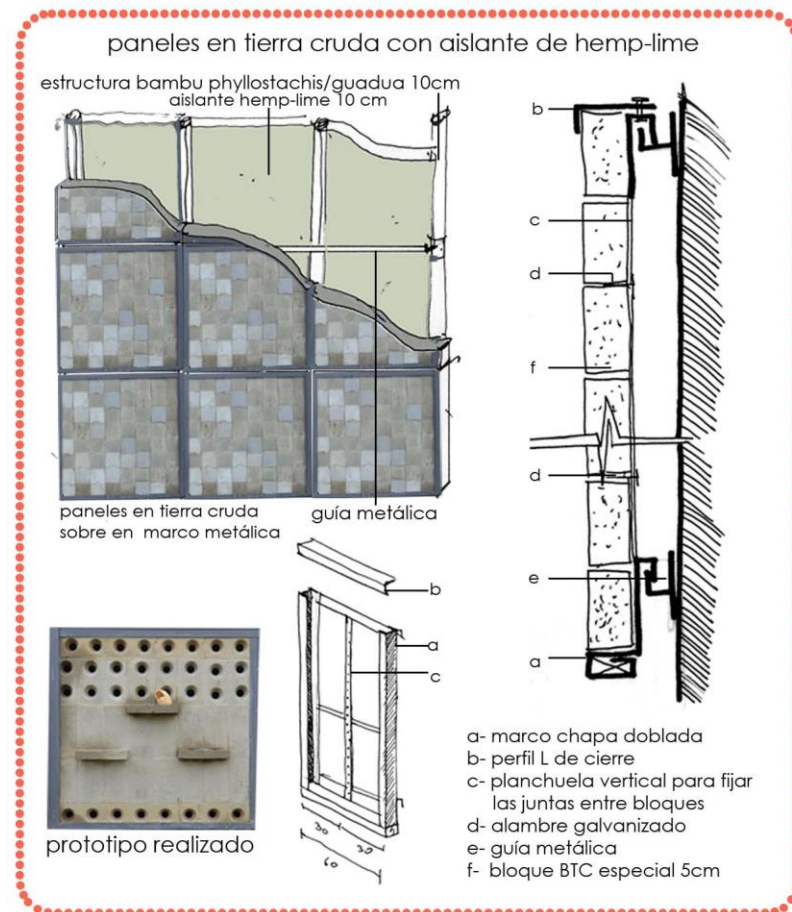 paneles en tierra cruda con aislante de hemp-lime
estructura bambu phyllostachis/guadua 10cm
aislante hemp-lime 10 cm
paneles en tierra cruda
sobre en marco metálica
guía metálica
b
c
d
f
d
e
a
b
a
c
30
30
60
prototipo realizado
a- marco chapa doblada
b- perfil L de cierre
c- planchuela vertical para fijar
las juntas entre bloques
d- alambre galvanizado
e- guía metálica
f- bloque BTC especial 5cm